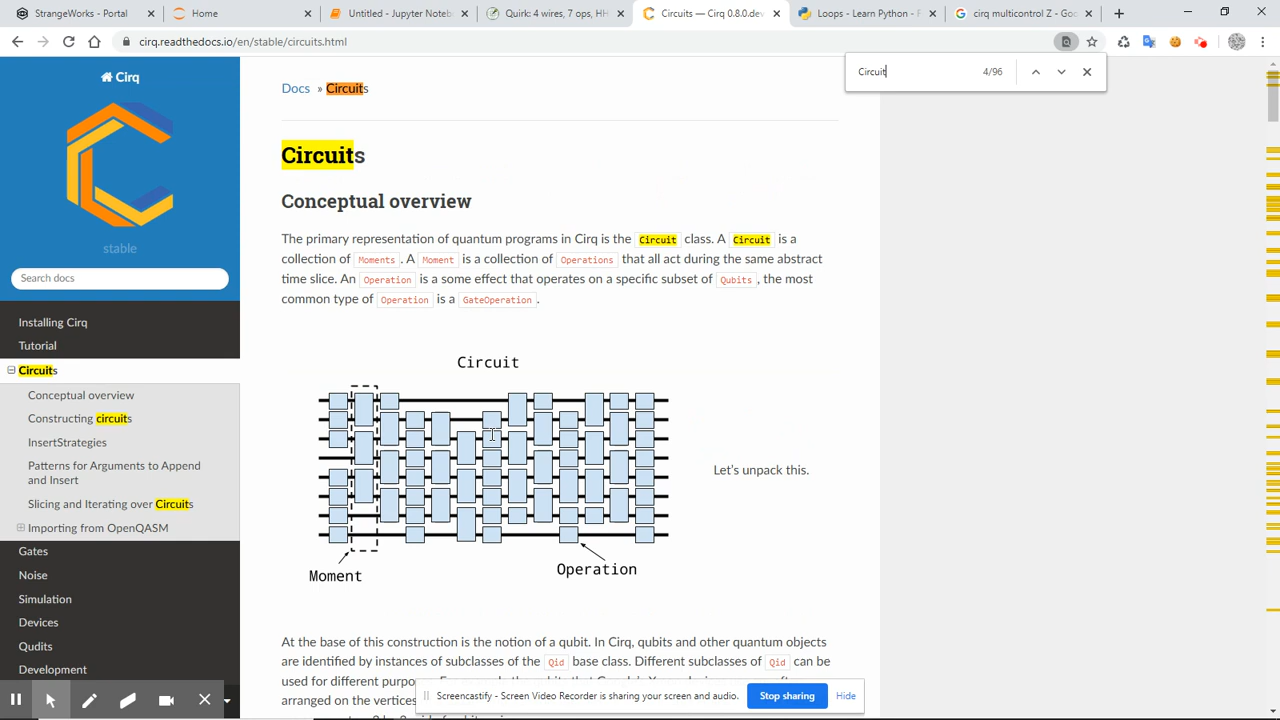 StrangeWorks - Portal
Home
Untitled - Jupyter Noteb
Quirk: 4 wires, 7 ops, HH
Circuits — Cirq 0.8.0.dev
Loops - Learn Python - F
cirq multicontrol Z - Goo
cirq.readthedocs.io/en/stable/circuits.html
Circuit
4/96
Cirq
stable
Search docs
Installing Cirq
Tutorial
Circuits
Conceptual overview
Constructing circuits
InsertStrategies
Patterns for Arguments to Append
and Insert
Slicing and Iterating over Circuits
Importing from OpenQASM
Gates
Noise
Simulation
Devices
Qudits
Development
Docs » Circuits
Circuits
Conceptual overview
The primary representation of quantum programs in Cirq is the Circuit class. A Circuit is a
collection of Moments. A Moment is a collection of Operations that all act during the same abstract
time slice. An Operation is a some effect that operates on a specific subset of Qubits, the most
common type of Operation is a GateOperation.
Circuit
Let's unpack this.
Moment
Operation
At the base of this construction is the notion of a qubit. In Cirq, qubits and other quantum objects
are identified by instances of subclasses of the Qid base class. Different subclasses of Qid can be
used for different purpo
arranged on the vertices
Screencastify - Screen Video Recorder is sharing your screen and audio.
Stop sharing
Hide